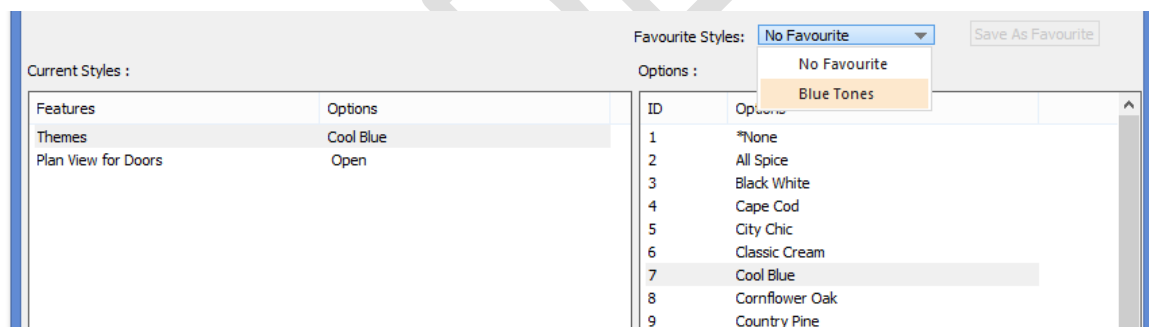 Favourite Styles: No Favourite Save As Favourite
No Favourite
Blue Tones
Current Styles :
Options :
Features Options
Themes Cool Blue
Plan View for Doors Open
ID Options
1 *None
2 All Spice
3 Black White
4 Cape Cod
5 City Chic
6 Classic Cream
7 Cool Blue
8 Cornflower Oak
9 Country Pine